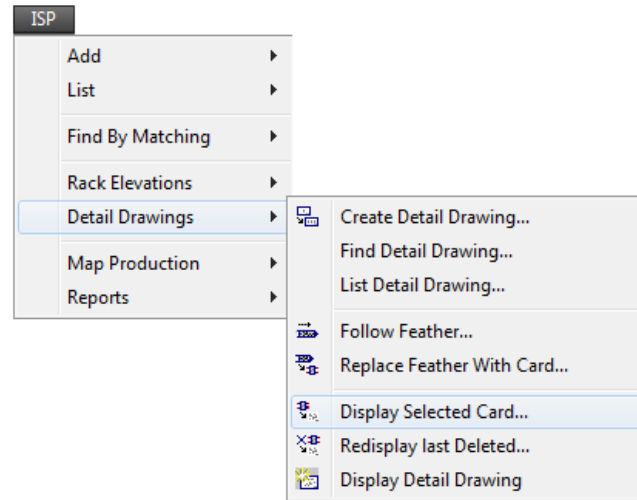 ISP
Add
List
Find By Matching
Rack Elevations
Detail Drawings
Map Production
Reports
Create Detail Drawing...
Find Detail Drawing...
List Detail Drawing...
Follow Feather...
Replace Feather With Card...
Display Selected Card...
Redisplay last Deleted...
Display Detail Drawing